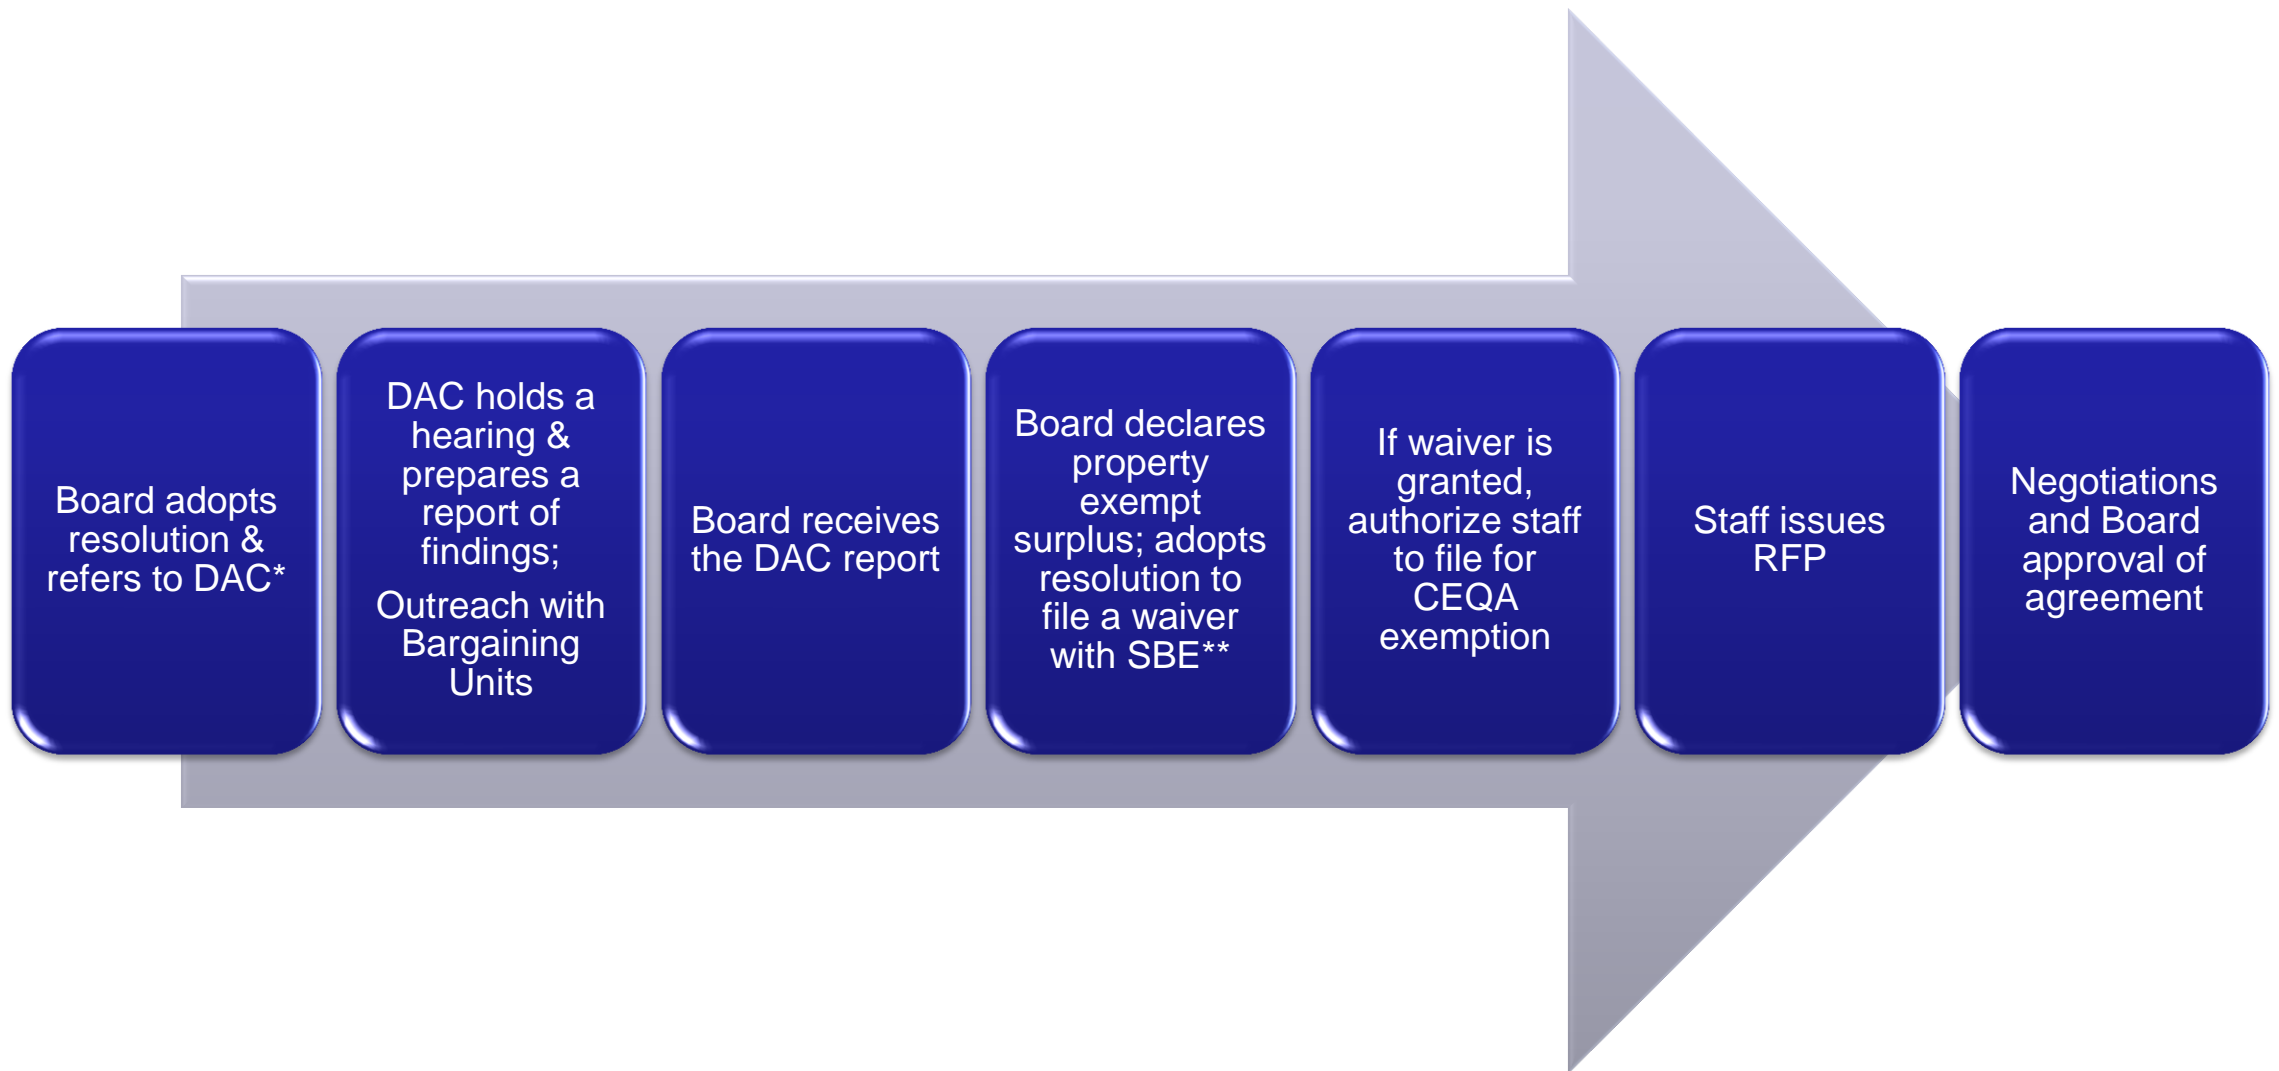 Board adopts
resolution &
refers to DAC*
DAC holds a
hearing &
prepares a
report of
findings;
Outreach with
Bargaining
Units
Board receives
the DAC report
Board declares
property
exempt
surplus; adopts
resolution to
file a waiver
with SBE**
If waiver is
granted,
authorize staff
to file for
CEQA
exemption
Staff issues
RFP
Negotiations
and Board
approval of
agreement